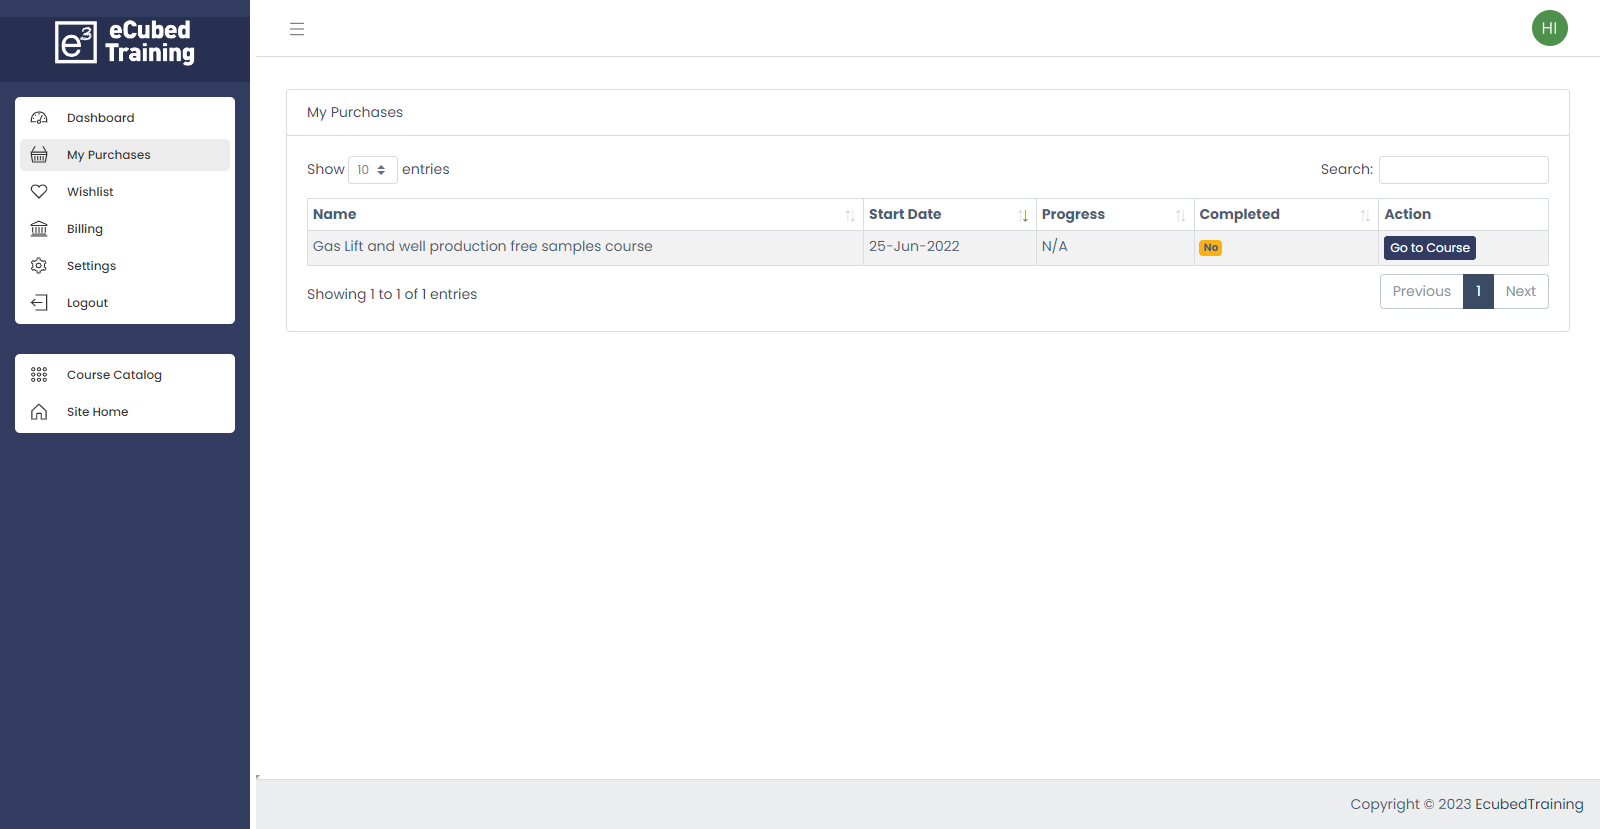 e3 eCubed
Training
HI
Dashboard
My Purchases
Wishlist
Billing
Settings
Logout
Course Catalog
Site Home
My Purchases
Show 10 entries
Search:
Name Start Date Progress Completed Action
Gas Lift and well production free samples course 25-Jun-2022 N/A No Go to Course
Showing 1 to 1 of 1 entries
Previous 1 Next
Copyright © 2023 EcubedTraining